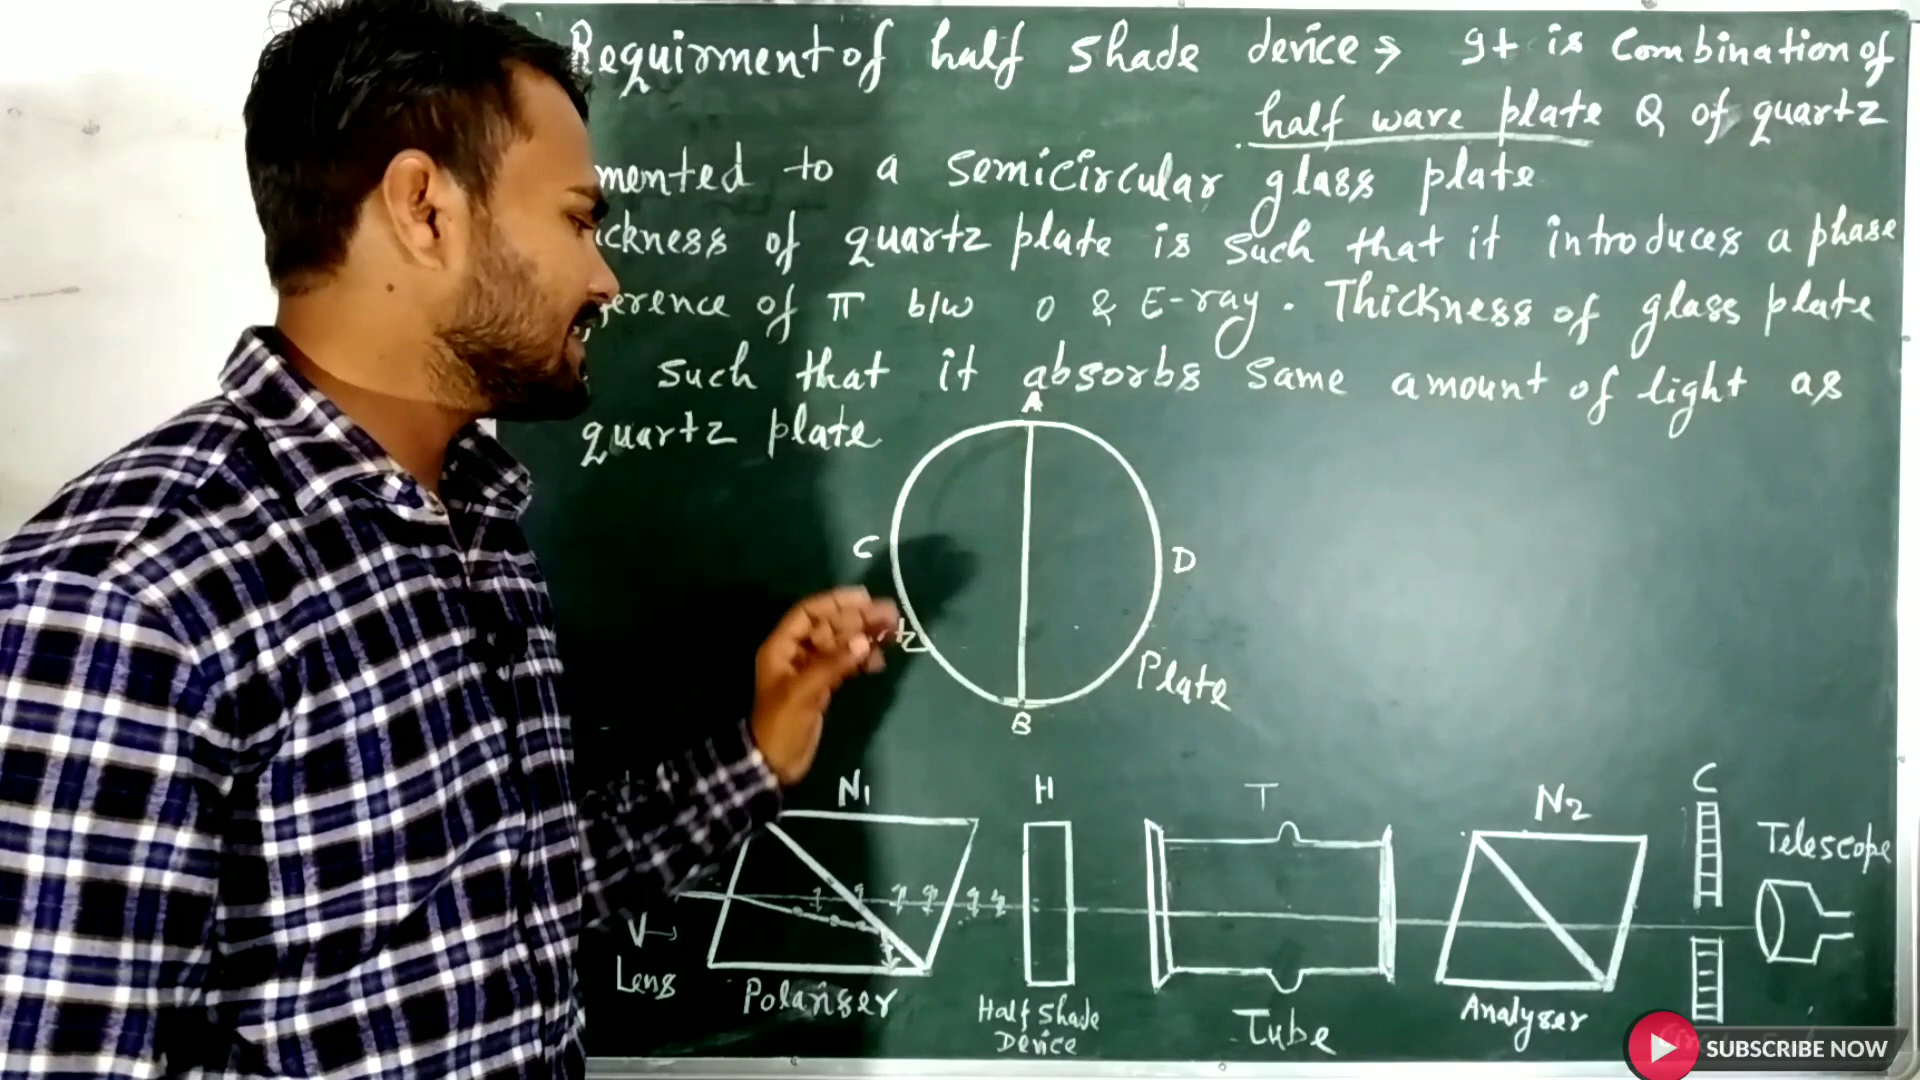 Requirment of half shade device → It is combination of
half wave plate Q of quartz
mented to a semicircular glass plate
ickness of quartz plate is such that it introduces a phase
erence of π b/w o & E-ray. Thickness of glass plate
such that it absorbs same amount of light as
quartz plate
A
C
D
tz
Plate
B
N1
H
T
N2
C
Telescope
Lens
Polariser
Half Shade
Device
Tube
Analyser
SUBSCRIBE NOW